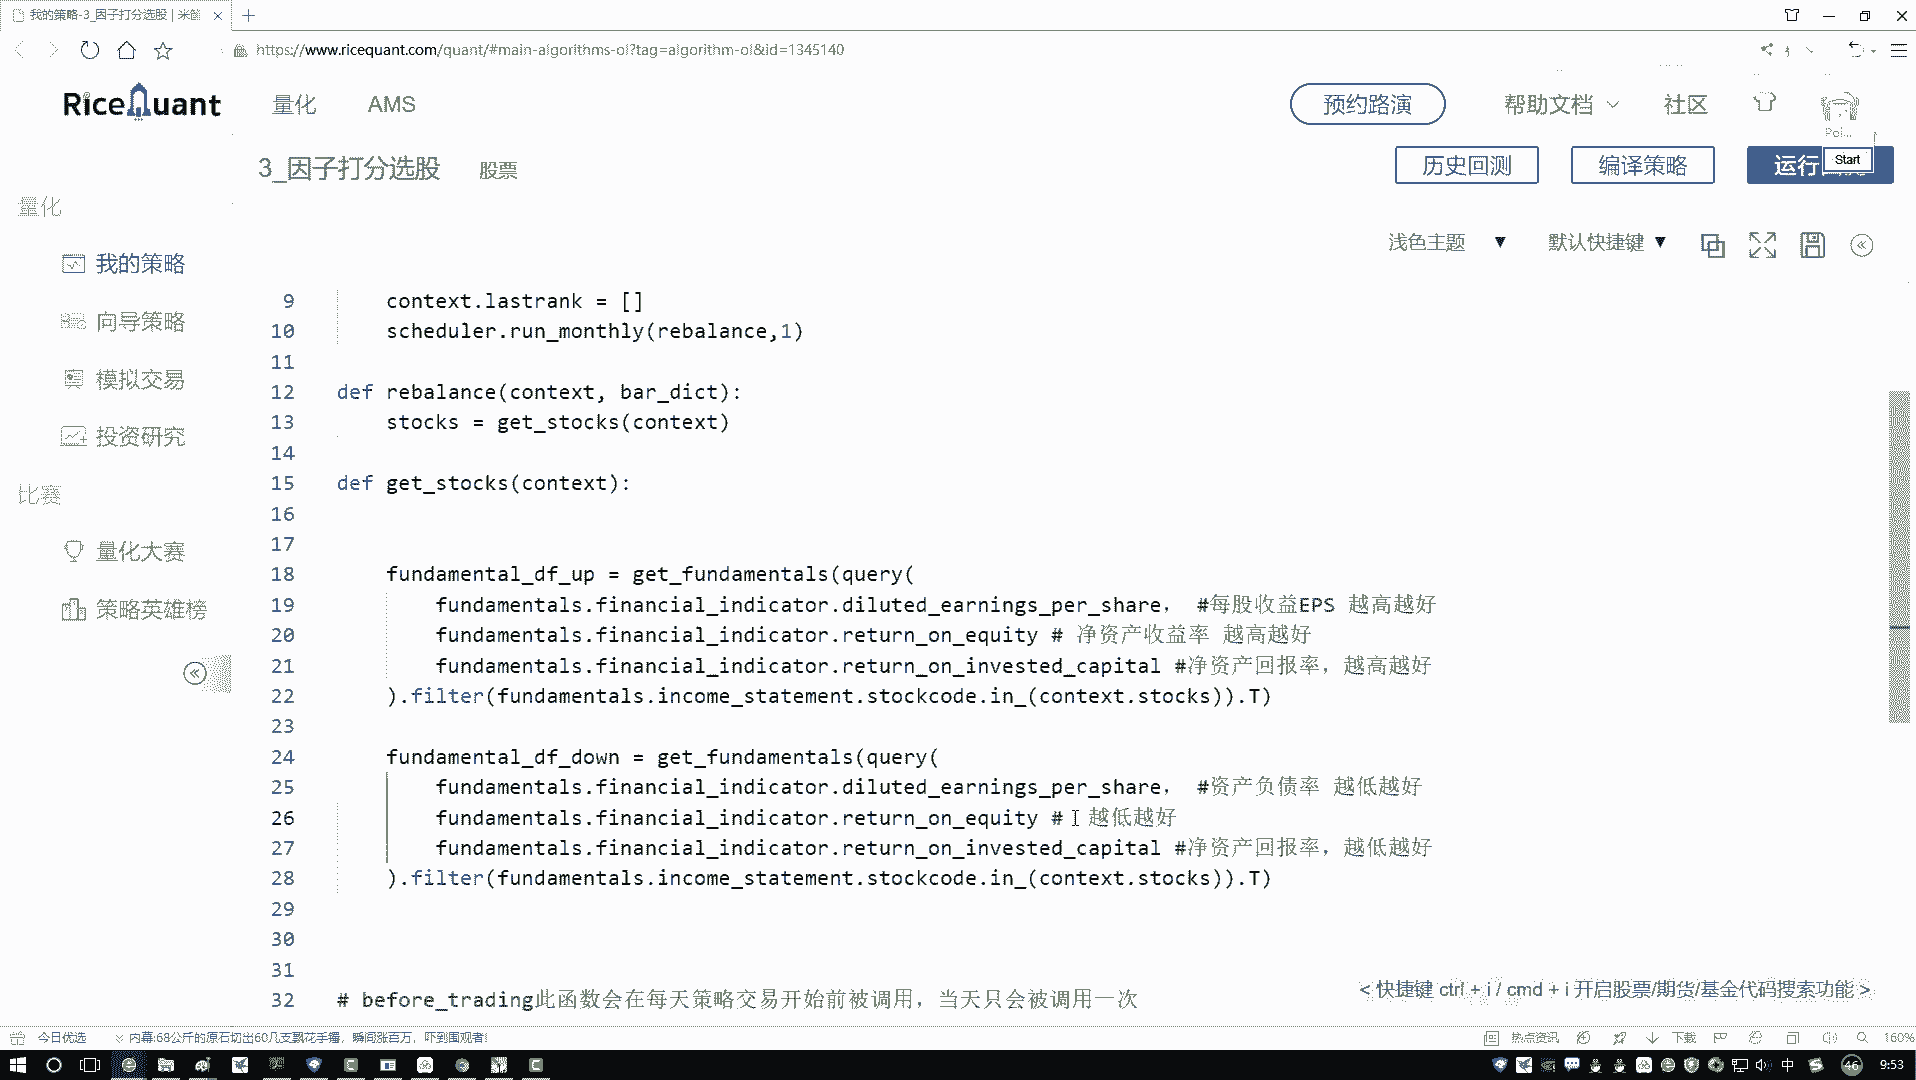 我的策略-3_因子打分选股 | 米筐
https://www.ricequant.com/quant/#main-algorithms-ol?tag=algorithm-ol&id=1345140
RiceQuant
量化
AMS
预约路演
帮助文档
社区
Poi...
3_因子打分选股
股票
历史回测
编译策略
运行
Start
量化
我的策略
向导策略
模拟交易
投资研究
比赛
量化大赛
策略英雄榜
浅色主题
默认快捷键
9 context.lastrank = []
10 scheduler.run_monthly(rebalance,1)
11
12 def rebalance(context, bar_dict):
13 stocks = get_stocks(context)
14
15 def get_stocks(context):
16
17
18 fundamental_df_up = get_fundamentals(query(
19 fundamentals.financial_indicator.diluted_earnings_per_share, #每股收益EPS 越高越好
20 fundamentals.financial_indicator.return_on_equity # 净资产收益率 越高越好
21 fundamentals.financial_indicator.return_on_invested_capital #净资产回报率，越高越好
22 ).filter(fundamentals.income_statement.stockcode.in_(context.stocks)).T)
23
24 fundamental_df_down = get_fundamentals(query(
25 fundamentals.financial_indicator.diluted_earnings_per_share, #资产负债率 越低越好
26 fundamentals.financial_indicator.return_on_equity # 越低越好
27 fundamentals.financial_indicator.return_on_invested_capital #净资产回报率，越低越好
28 ).filter(fundamentals.income_statement.stockcode.in_(context.stocks)).T)
29
30
31
32 # before_trading此函数会在每天策略交易开始前被调用，当天只会被调用一次
< 快捷键 ctrl + i / cmd + i 开启股票/期货/基金代码搜索功能 >
今日优选
内幕:68公斤的原石切出60几支飘花手镯，瞬间涨百万，吓到围观者!
热点资讯
下载
160%
中
46
9:53